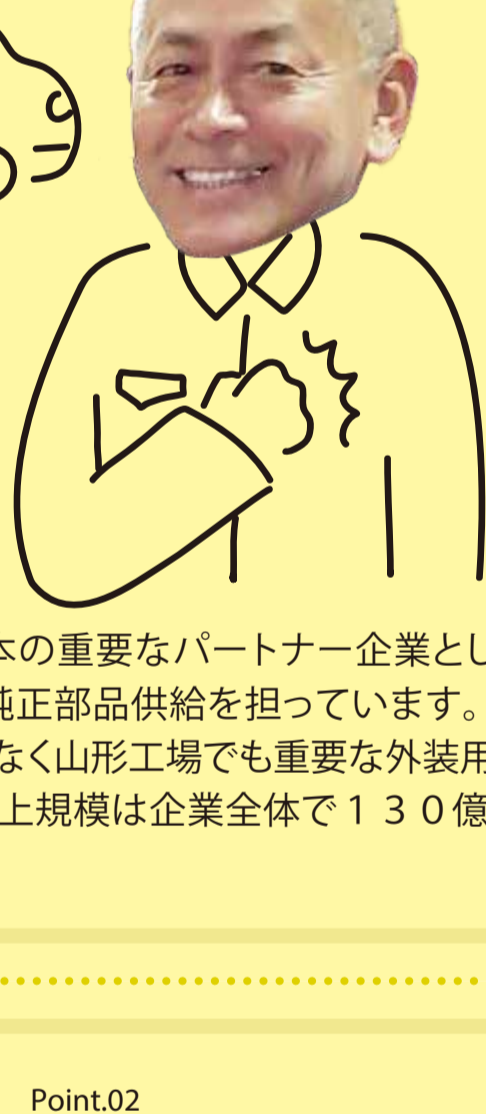 本の重要なパートナー企業とし
純正部品供給を担っています。
なく山形工場でも重要な外装用
上規模は企業全体で１３０億
Point.02